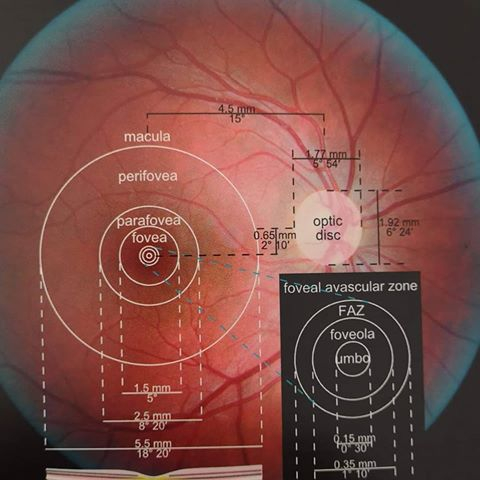 4.5 mm
15°
macula
1.77 mm
5° 54'
perifovea
parafovea
fovea
0.65 mm
2° 10'
optic
disc
1.92 mm
6° 24'
foveal avascular zone
FAZ
foveola
umbo
1.5 mm
5°
2.5 mm
8° 20'
5.5 mm
18° 20'
0.15 mm
0° 30'
0.35 mm
1° 10'